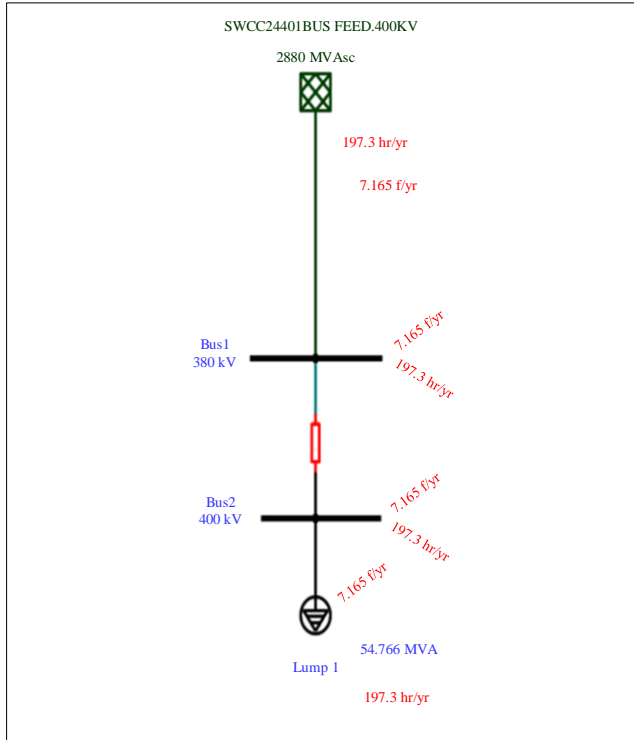 SWCC24401BUS FEED.400KV
2880 MVAsc
197.3 hr/yr
7.165 f/yr
7.165 f/yr
Bus1
380 kV
197.3 hr/yr
7.165 f/yr
Bus2
400 kV
197.3 hr/yr
7.165 f/yr
54.766 MVA
Lump 1
197.3 hr/yr